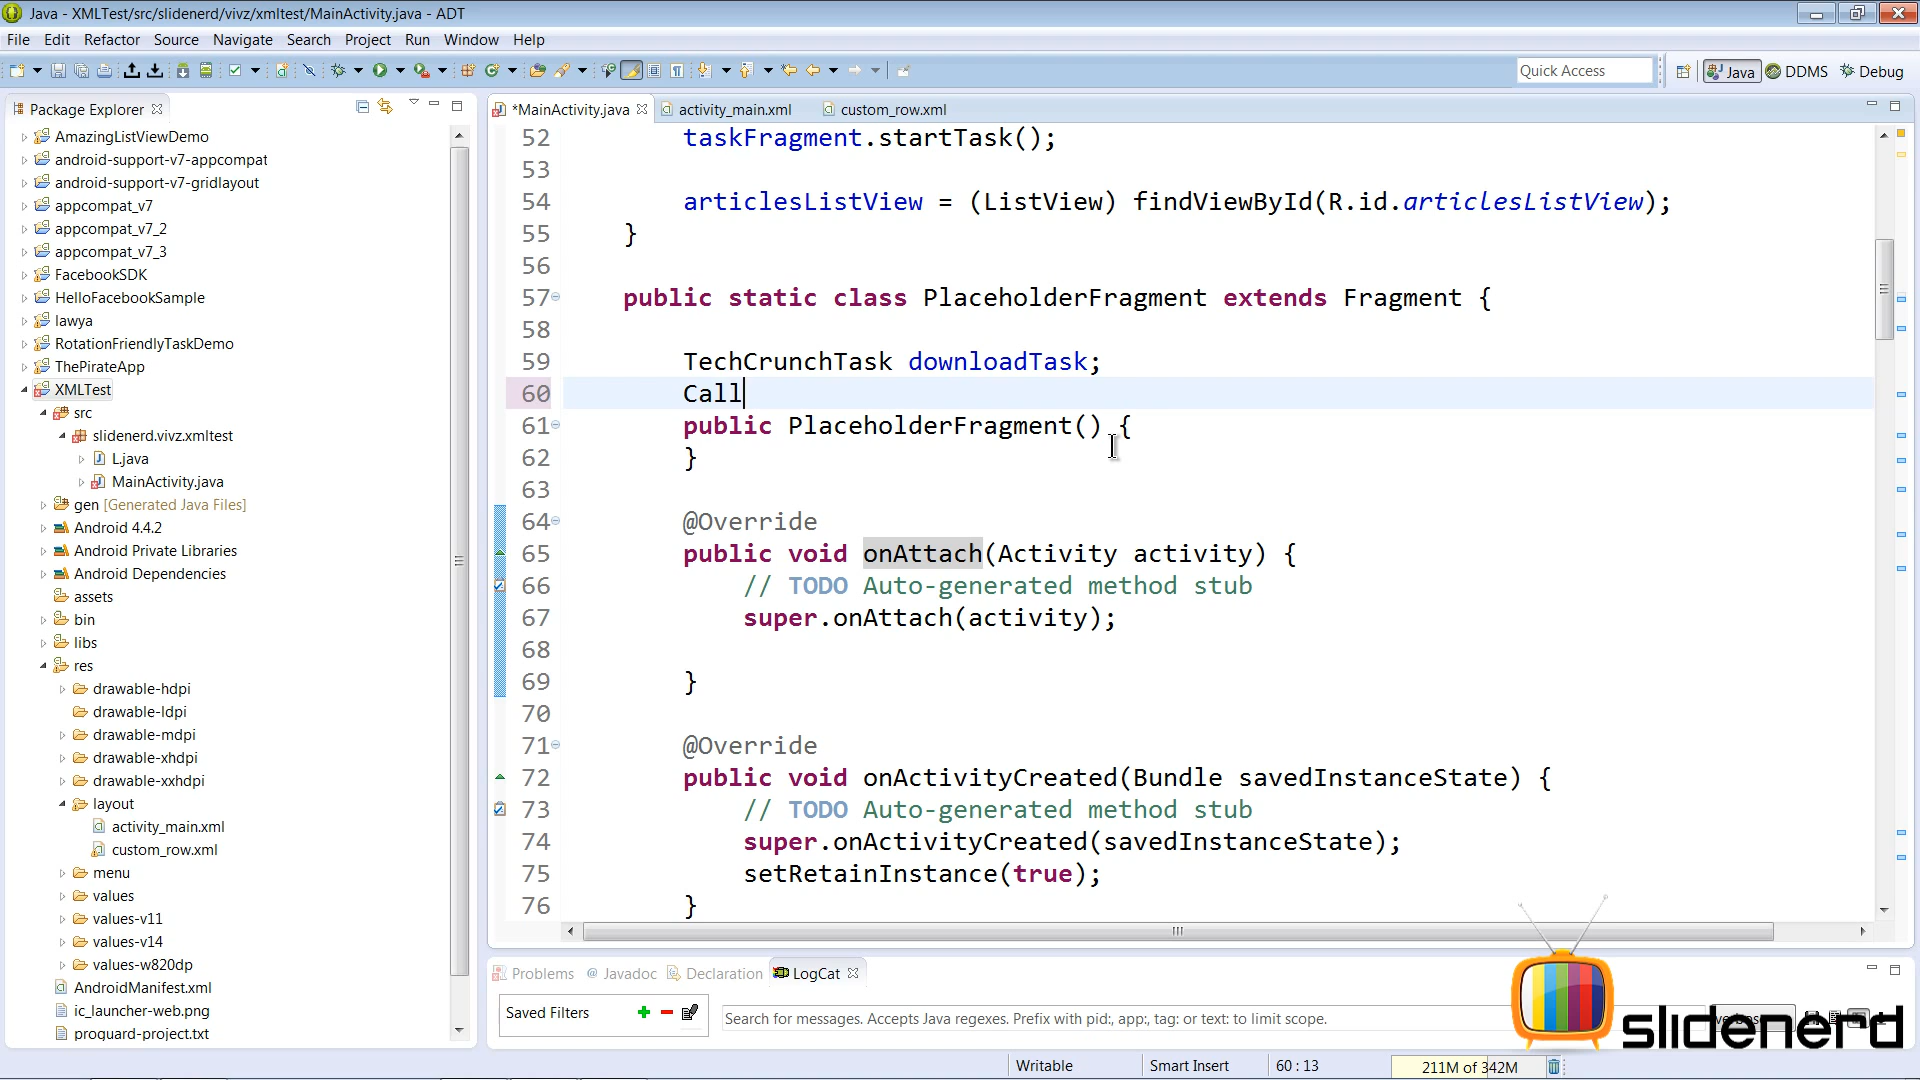 Java - XMLTest/src/slidenerd/vivz/xmltest/MainActivity.java - ADT
File Edit Refactor Source Navigate Search Project Run Window Help
Quick Access Java DDMS Debug
Package Explorer
AmazingListViewDemo
android-support-v7-appcompat
android-support-v7-gridlayout
appcompat_v7
appcompat_v7_2
appcompat_v7_3
FacebookSDK
HelloFacebookSample
lawya
RotationFriendlyTaskDemo
ThePirateApp
XMLTest
src
slidenerd.vivz.xmltest
L.java
MainActivity.java
gen [Generated Java Files]
Android 4.4.2
Android Private Libraries
Android Dependencies
assets
bin
libs
res
drawable-hdpi
drawable-ldpi
drawable-mdpi
drawable-xhdpi
drawable-xxhdpi
layout
activity_main.xml
custom_row.xml
menu
values
values-v11
values-v14
values-w820dp
AndroidManifest.xml
ic_launcher-web.png
proguard-project.txt
*MainActivity.java activity_main.xml custom_row.xml
52 taskFragment.startTask();
53
54 articlesListView = (ListView) findViewById(R.id.articlesListView);
55 }
56
57 public static class PlaceholderFragment extends Fragment {
58
59 TechCrunchTask downloadTask;
60 Call
61 public PlaceholderFragment() {
62 }
63
64 @Override
65 public void onAttach(Activity activity) {
66 // TODO Auto-generated method stub
67 super.onAttach(activity);
68
69 }
70
71 @Override
72 public void onActivityCreated(Bundle savedInstanceState) {
73 // TODO Auto-generated method stub
74 super.onActivityCreated(savedInstanceState);
75 setRetainInstance(true);
76 }
Problems Javadoc Declaration LogCat
Saved Filters
Search for messages. Accepts Java regexes. Prefix with pid:, app:, tag: or text: to limit scope.
slidenerd
Writable Smart Insert 60 : 13 211M of 342M